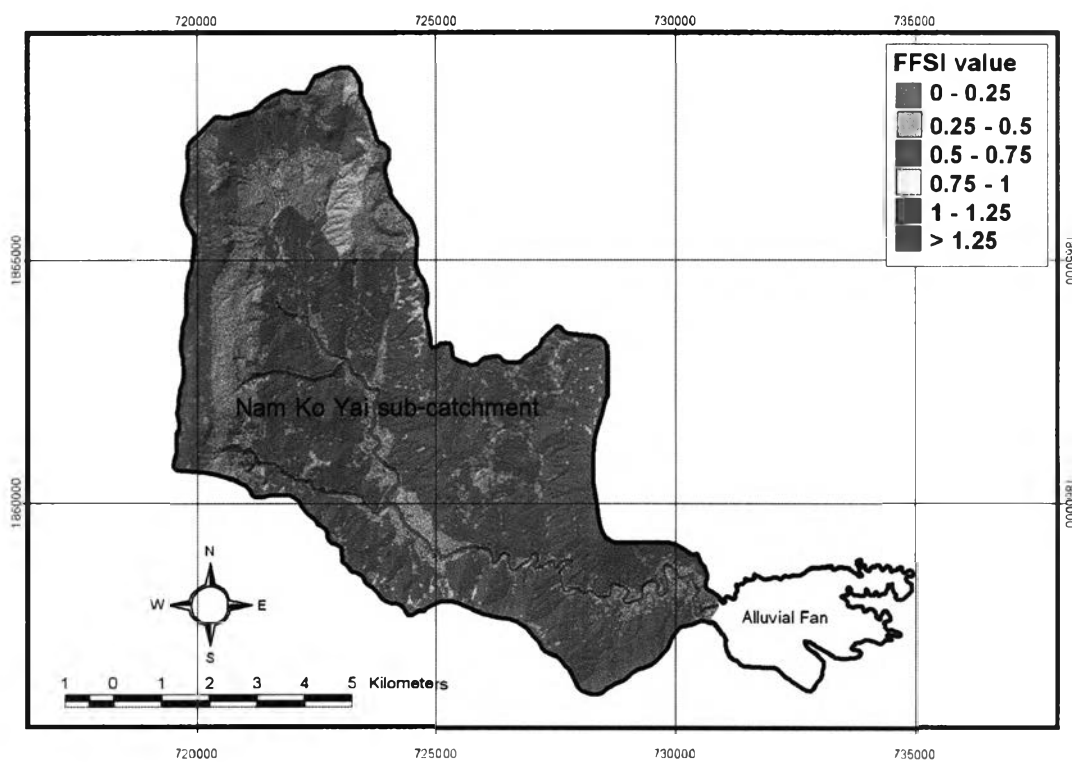 720000 725000 730000 735000
FFSI value
0 - 0.25
0.25 - 0.5
0.5 - 0.75
0.75 - 1
1 - 1.25
> 1.25
1865000 1865000
Nam Ko Yai sub-catchment
1860000 1860000
N
W E
S
Alluvial Fan
1 0 1 2 3 4 5 Kilometers
720000 725000 730000 735000